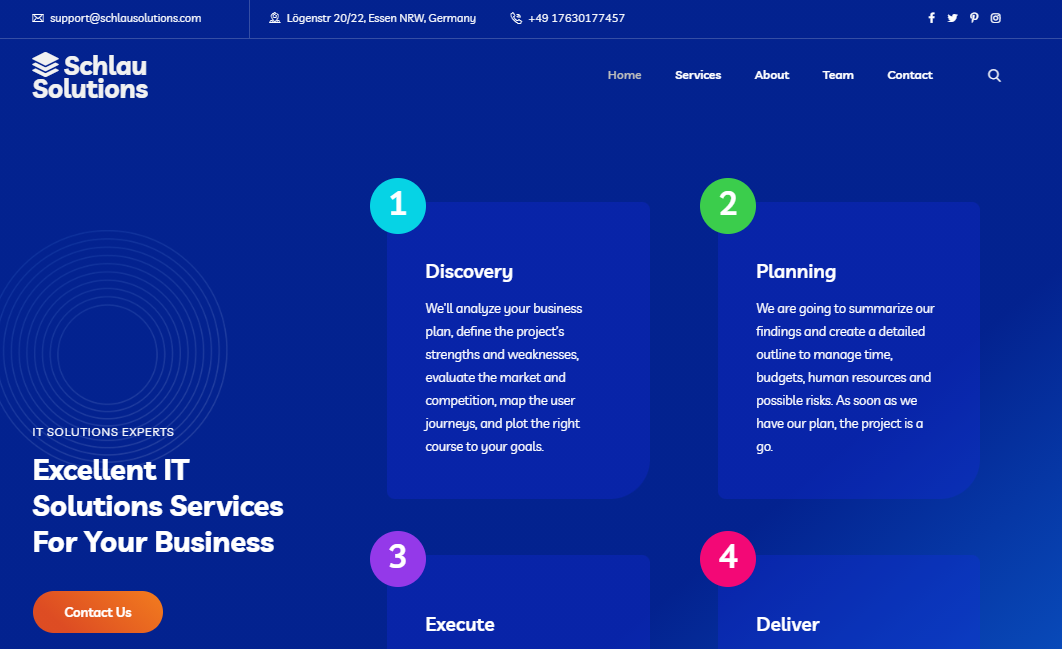 support@schlausolutions.com
Lögenstr 20/22, Essen NRW, Germany
+49 17630177457
Schlau
Solutions
Home Services About Team Contact
IT SOLUTIONS EXPERTS
Excellent IT
Solutions Services
For Your Business
Contact Us
1
Discovery
We'll analyze your business
plan, define the project's
strengths and weaknesses,
evaluate the market and
competition, map the user
journeys, and plot the right
course to your goals.
2
Planning
We are going to summarize our
findings and create a detailed
outline to manage time,
budgets, human resources and
possible risks. As soon as we
have our plan, the project is a
go.
3
Execute
4
Deliver